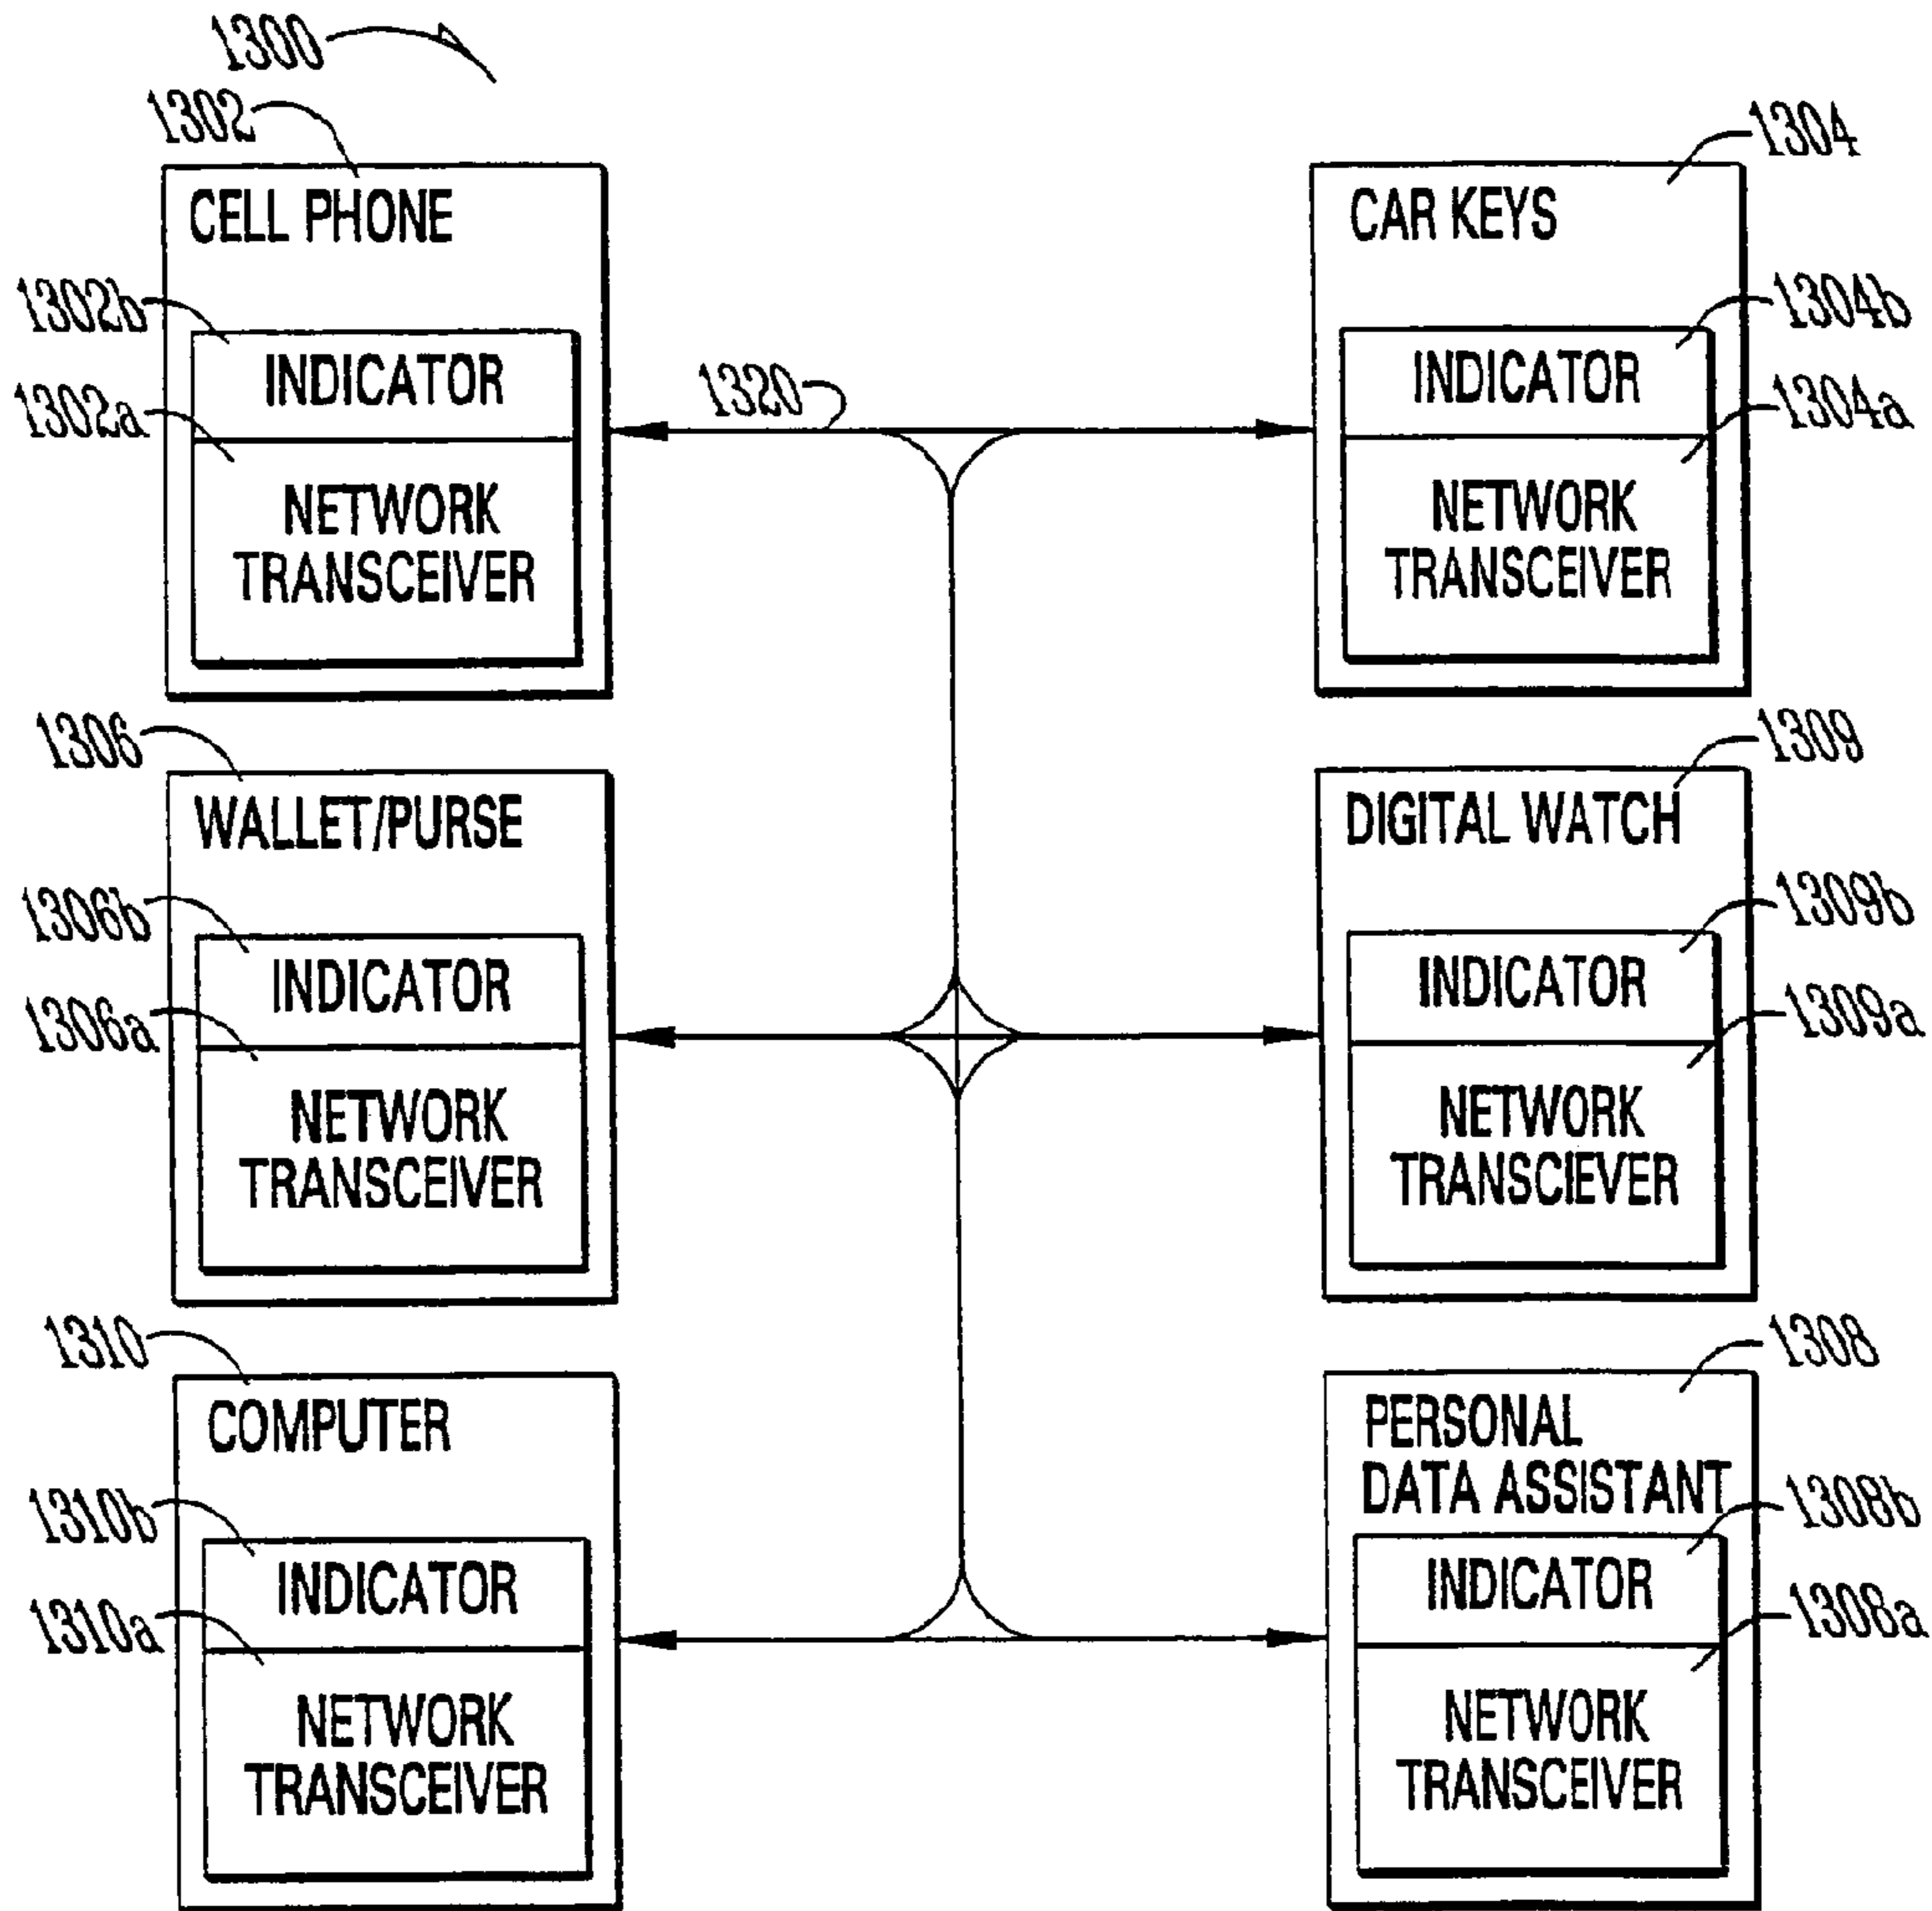 1300
1302
CELL PHONE
1302b
INDICATOR
1302a
NETWORK
TRANSCEIVER
1320
1304
CAR KEYS
1304b
INDICATOR
1304a
NETWORK
TRANSCEIVER
1306
WALLET/PURSE
1306b
INDICATOR
1306a
NETWORK
TRANSCEIVER
1309
DIGITAL WATCH
1309b
INDICATOR
1309a
NETWORK
TRANSCIEVER
1310
COMPUTER
1310b
INDICATOR
1310a
NETWORK
TRANSCEIVER
1308
PERSONAL
DATA ASSISTANT
1308b
INDICATOR
1308a
NETWORK
TRANSCEIVER